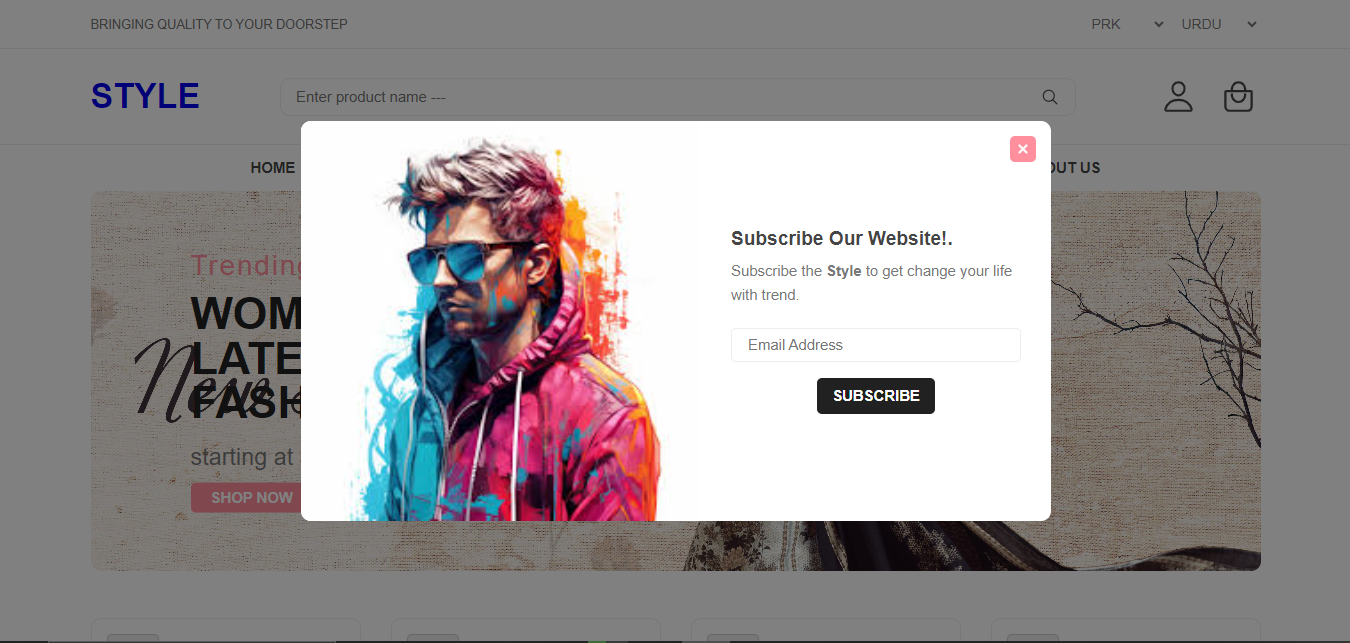 BRINGING QUALITY TO YOUR DOORSTEP
PRK
URDU
STYLE
Enter product name ---
HOME
OUT US
Trending
WOM
LATE
FASH
New
starting at
SHOP NOW
Subscribe Our Website!.
Subscribe the Style to get change your life
with trend.
Email Address
SUBSCRIBE